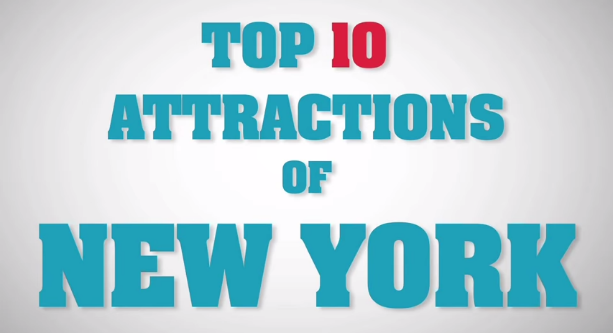 TOP 10
ATTRACTIONS
OF
NEW YORK